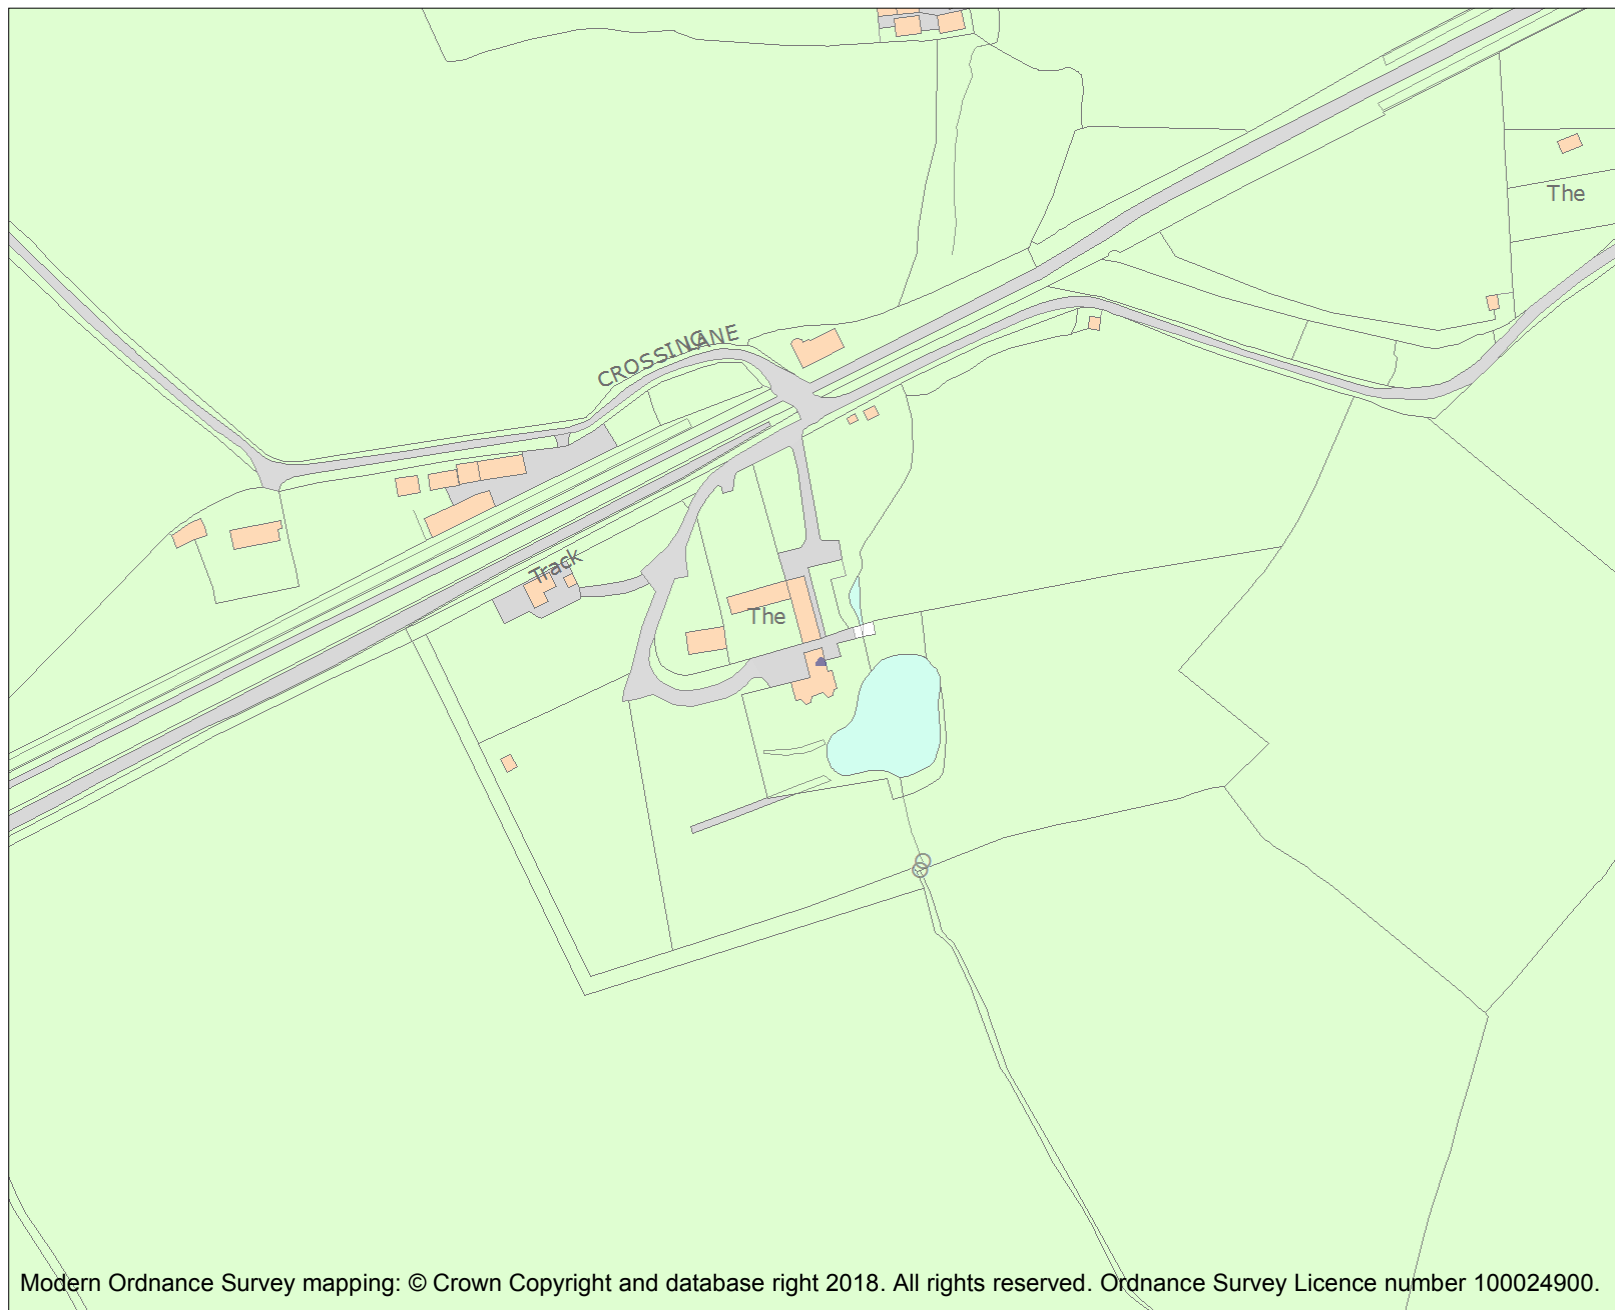 The
CROSSING LANE
Track
The
Modern Ordnance Survey mapping: © Crown Copyright and database right 2018. All rights reserved. Ordnance Survey Licence number 100024900.